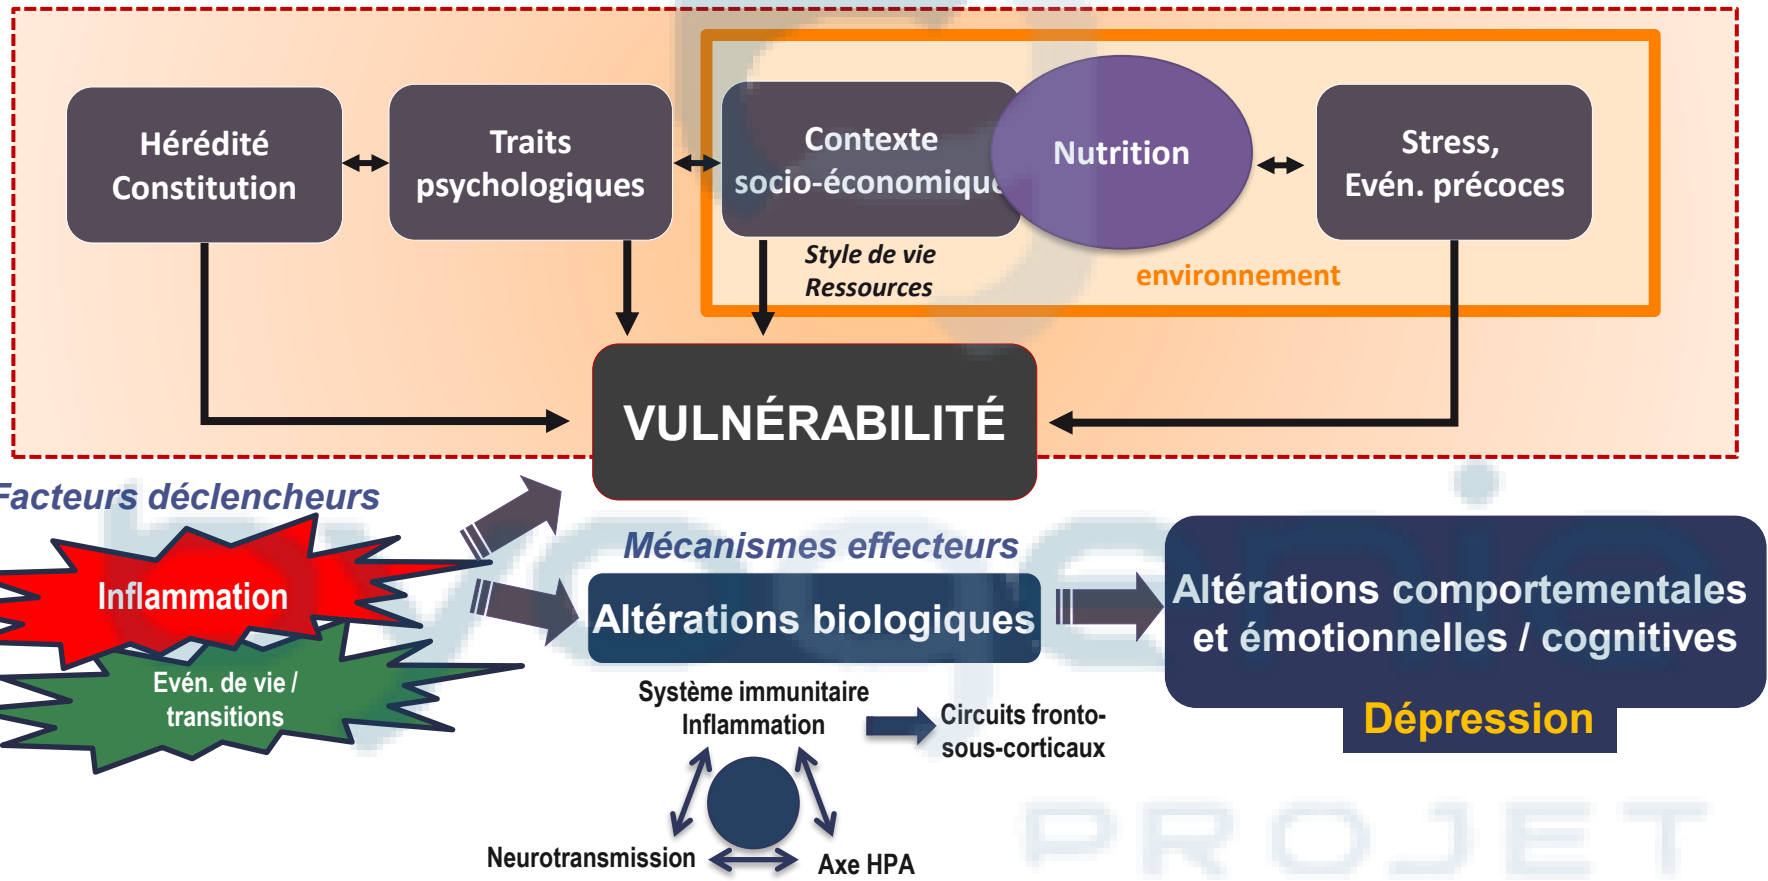 Hérédité
Constitution
Traits
psychologiques
Contexte
socio-économique
Nutrition
Stress,
Evén. précoces
Style de vie
Ressources
environnement
VULNÉRABILITÉ
Facteurs déclencheurs
Inflammation
Evén. de vie /
transitions
Mécanismes effecteurs
Altérations biologiques
Altérations comportementales
et émotionnelles / cognitives
Dépression
Système immunitaire
Inflammation
Circuits fronto-
sous-corticaux
Neurotransmission
Axe HPA
PROJET